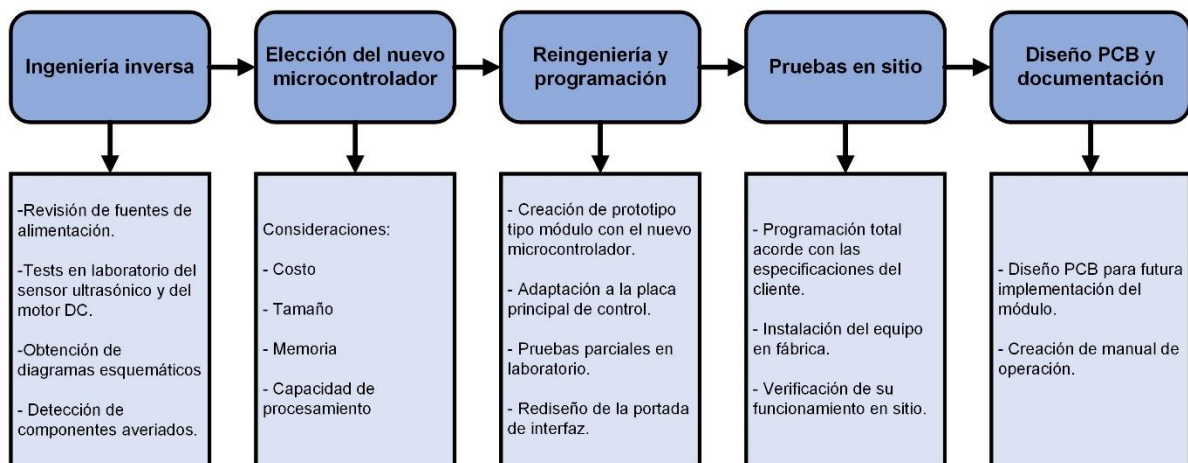 Ingeniería inversa
Elección del nuevo
microcontrolador
Reingeniería y
programación
Pruebas en sitio
Diseño PCB y
documentación
-Revisión de fuentes de
alimentación.
-Tests en laboratorio del
sensor ultrasónico y del
motor DC.
-Obtención de
diagramas esquemáticos
- Detección de
componentes averiados.
Consideraciones:
- Costo
- Tamaño
- Memoria
- Capacidad de
procesamiento
- Creación de prototipo
tipo módulo con el nuevo
microcontrolador.
- Adaptación a la placa
principal de control.
- Pruebas parciales en
laboratorio.
- Rediseño de la portada
de interfaz.
- Programación total
acorde con las
especificaciones del
cliente.
- Instalación del equipo
en fábrica.
- Verificación de su
funcionamiento en sitio.
- Diseño PCB para futura
implementación del
módulo.
- Creación de manual de
operación.